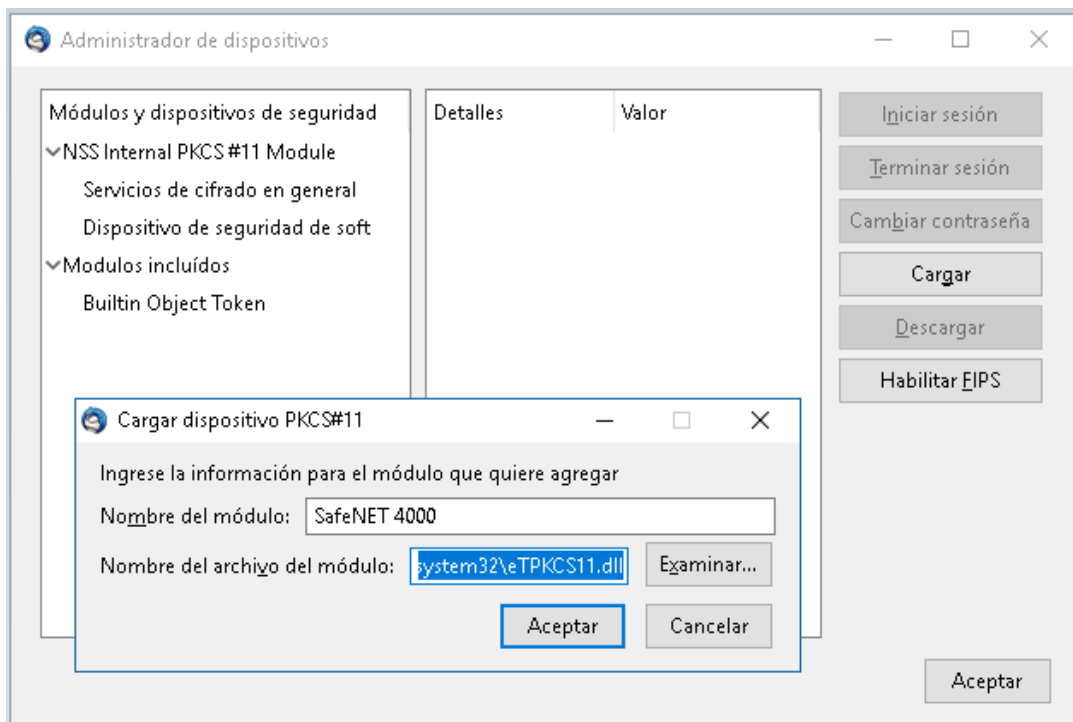 Administrador de dispositivos
Módulos y dispositivos de seguridad
Detalles
Valor
NSS Internal PKCS #11 Module
Servicios de cifrado en general
Dispositivo de seguridad de soft
Modulos incluídos
Builtin Object Token
Iniciar sesión
Terminar sesión
Cambiar contraseña
Cargar
Descargar
Habilitar FIPS
Cargar dispositivo PKCS#11
Ingrese la información para el módulo que quiere agregar
Nombre del módulo: SafeNET 4000
Nombre del archivo del módulo: system32\eTPKCS11.dll Examinar...
Aceptar Cancelar
Aceptar